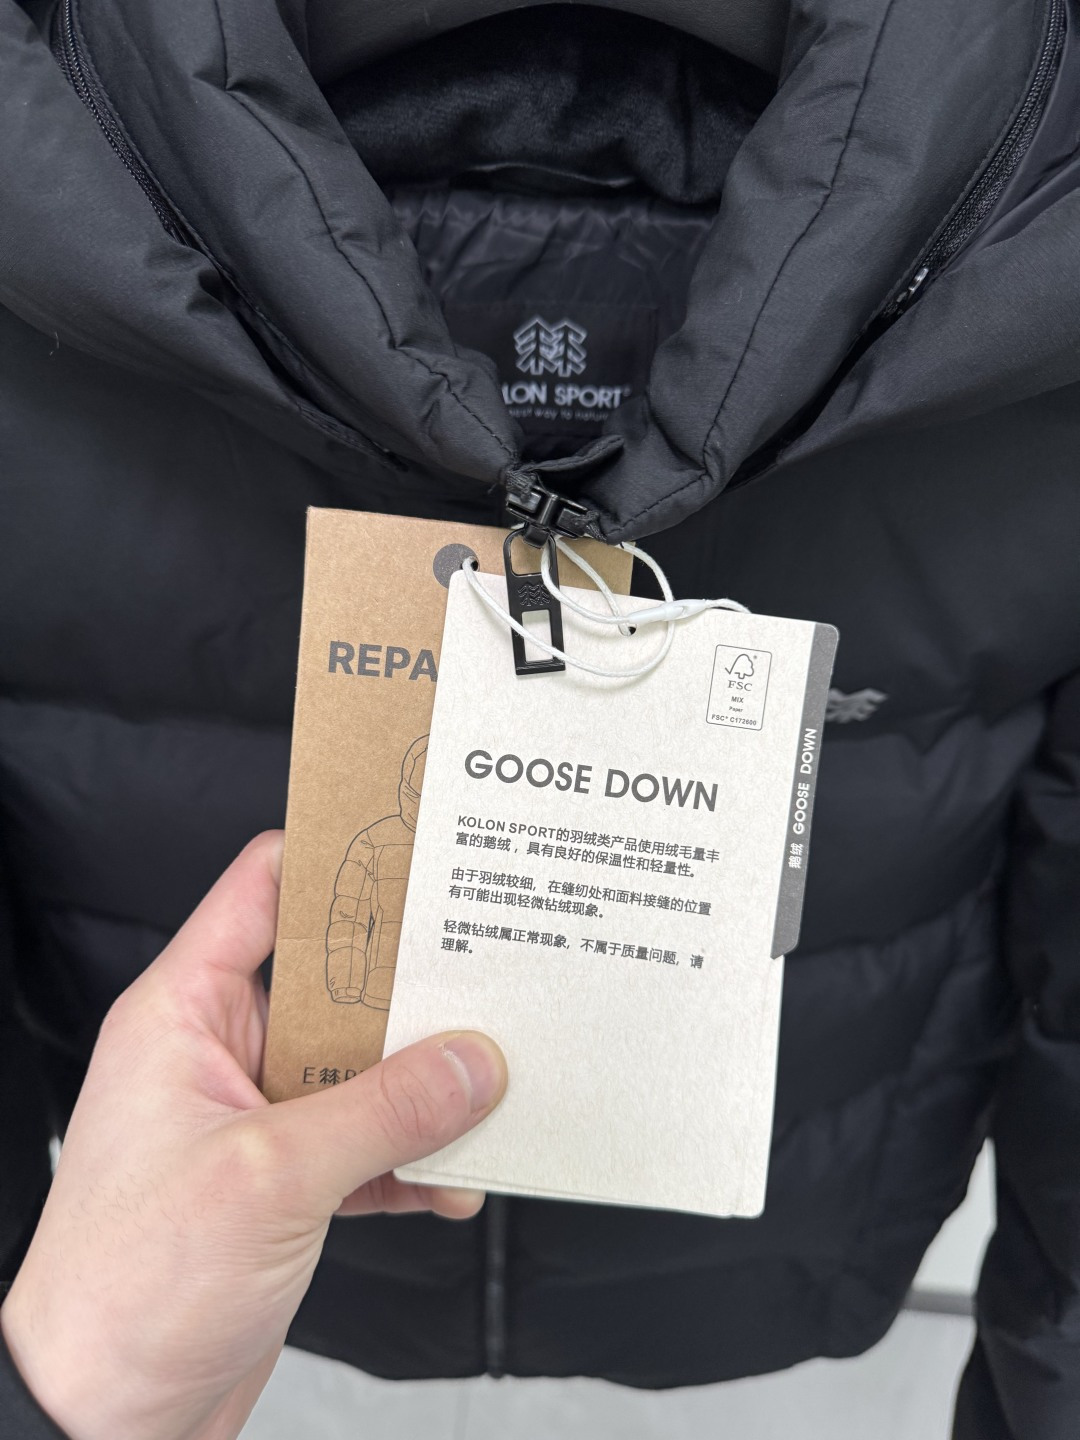 SPORT
REPA
FSC
MIX
Paper
FSC® C172600
GOOSE DOWN
KOLON SPORT的羽绒类产品使用绒毛量丰
富的鹅绒，具有良好的保温性和轻量性。
由于羽绒较细，在缝纫处和面料接缝的位置
有可能出现轻微钻绒现象。
轻微钻绒属正常现象，不属于质量问题，请
理解。
鹅绒 GOOSE DOWN